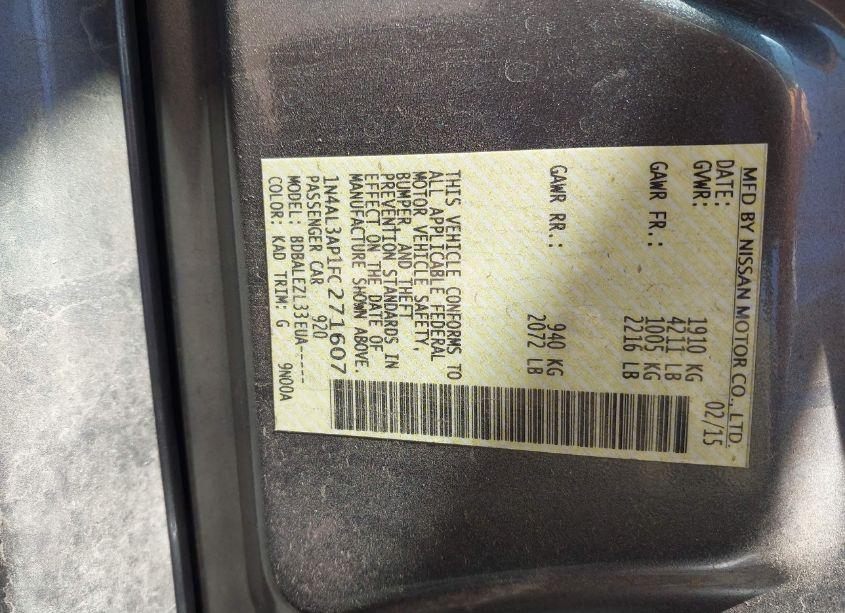 MFD BY NISSAN MOTOR CO., LTD.
DATE: 02/15
GVWR: 1910 KG
4211 LB
GAWR FR.: 1005 KG
2216 LB
GAWR RR.: 940 KG
2072 LB
THIS VEHICLE CONFORMS TO
ALL APPLICABLE FEDERAL
MOTOR VEHICLE SAFETY,
BUMPER, AND THEFT
PREVENTION STANDARDS IN
EFFECT ON THE DATE OF
MANUFACTURE SHOWN ABOVE.
1N4AL3AP1FC271607
PASSENGER CAR 920
MODEL: BDBALEZL33EUA-----
COLOR: KAD TRIM: G 9N00A